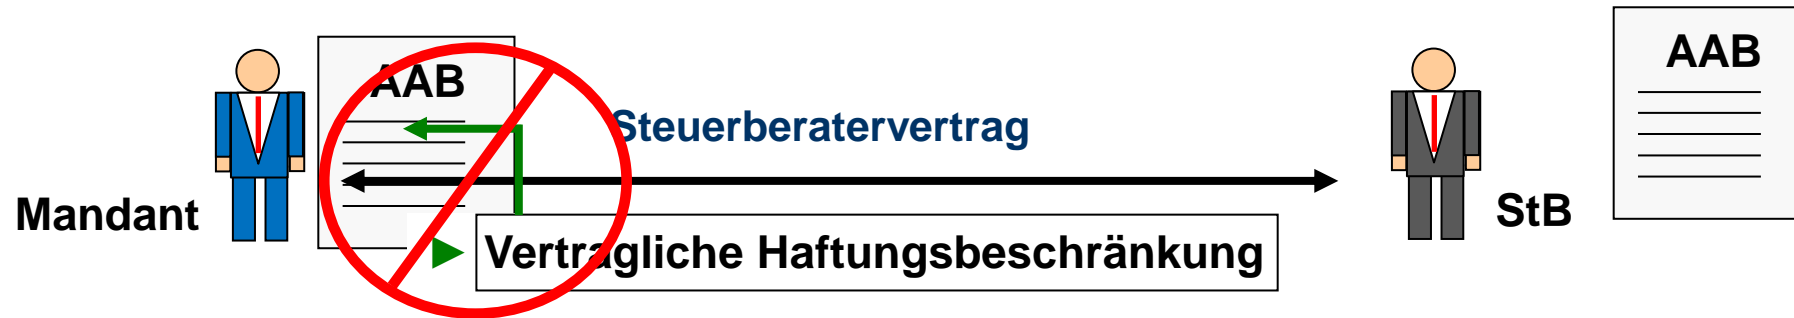 AAB
AAB
Steuerberatervertrag
Mandant
StB
Vertragliche Haftungsbeschränkung